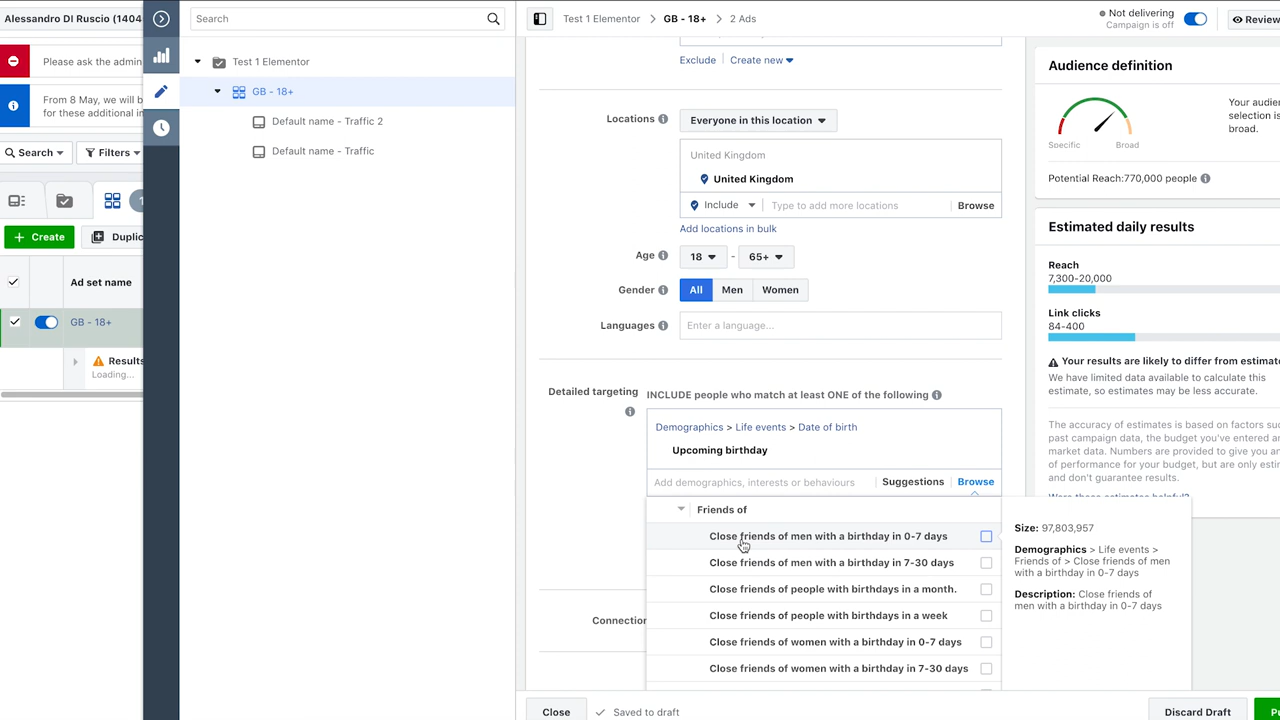 Alessandro DI Ruscio (1404
Please ask the admin
From 8 May, we will b
for these additional in
Search
Filters
Create
Duplic
Ad set name
GB - 18+
Results
Loading...
Search
Test 1 Elementor
GB - 18+
Default name - Traffic 2
Default name - Traffic
Test 1 Elementor > GB - 18+ > 2 Ads
Not delivering
Campaign is off
Review
Exclude
Create new
Locations
Everyone in this location
United Kingdom
United Kingdom
Include
Type to add more locations
Browse
Add locations in bulk
Age
18 - 65+
Gender
All
Men
Women
Languages
Enter a language...
Detailed targeting
INCLUDE people who match at least ONE of the following
Demographics > Life events > Date of birth
Upcoming birthday
Add demographics, interests or behaviours
Suggestions
Browse
Friends of
Close friends of men with a birthday in 0-7 days
Close friends of men with a birthday in 7-30 days
Close friends of people with birthdays in a month.
Close friends of people with birthdays in a week
Close friends of women with a birthday in 0-7 days
Close friends of women with a birthday in 7-30 days
Connection
Size: 97,803,957
Demographics > Life events >
Friends of > Close friends of men
with a birthday in 0-7 days
Description: Close friends of
men with a birthday in 0-7 days
Close
Saved to draft
Discard Draft
Pu
Audience definition
Specific
Broad
Your audien
selection is
broad.
Potential Reach:770,000 people
Estimated daily results
Reach
7,300-20,000
Link clicks
84-400
Your results are likely to differ from estimate
We have limited data available to calculate this
estimate, so estimates may be less accurate.
The accuracy of estimates is based on factors suc
past campaign data, the budget you've entered an
market data. Numbers are provided to give you an
of performance for your budget, but are only estim
and don't guarantee results.